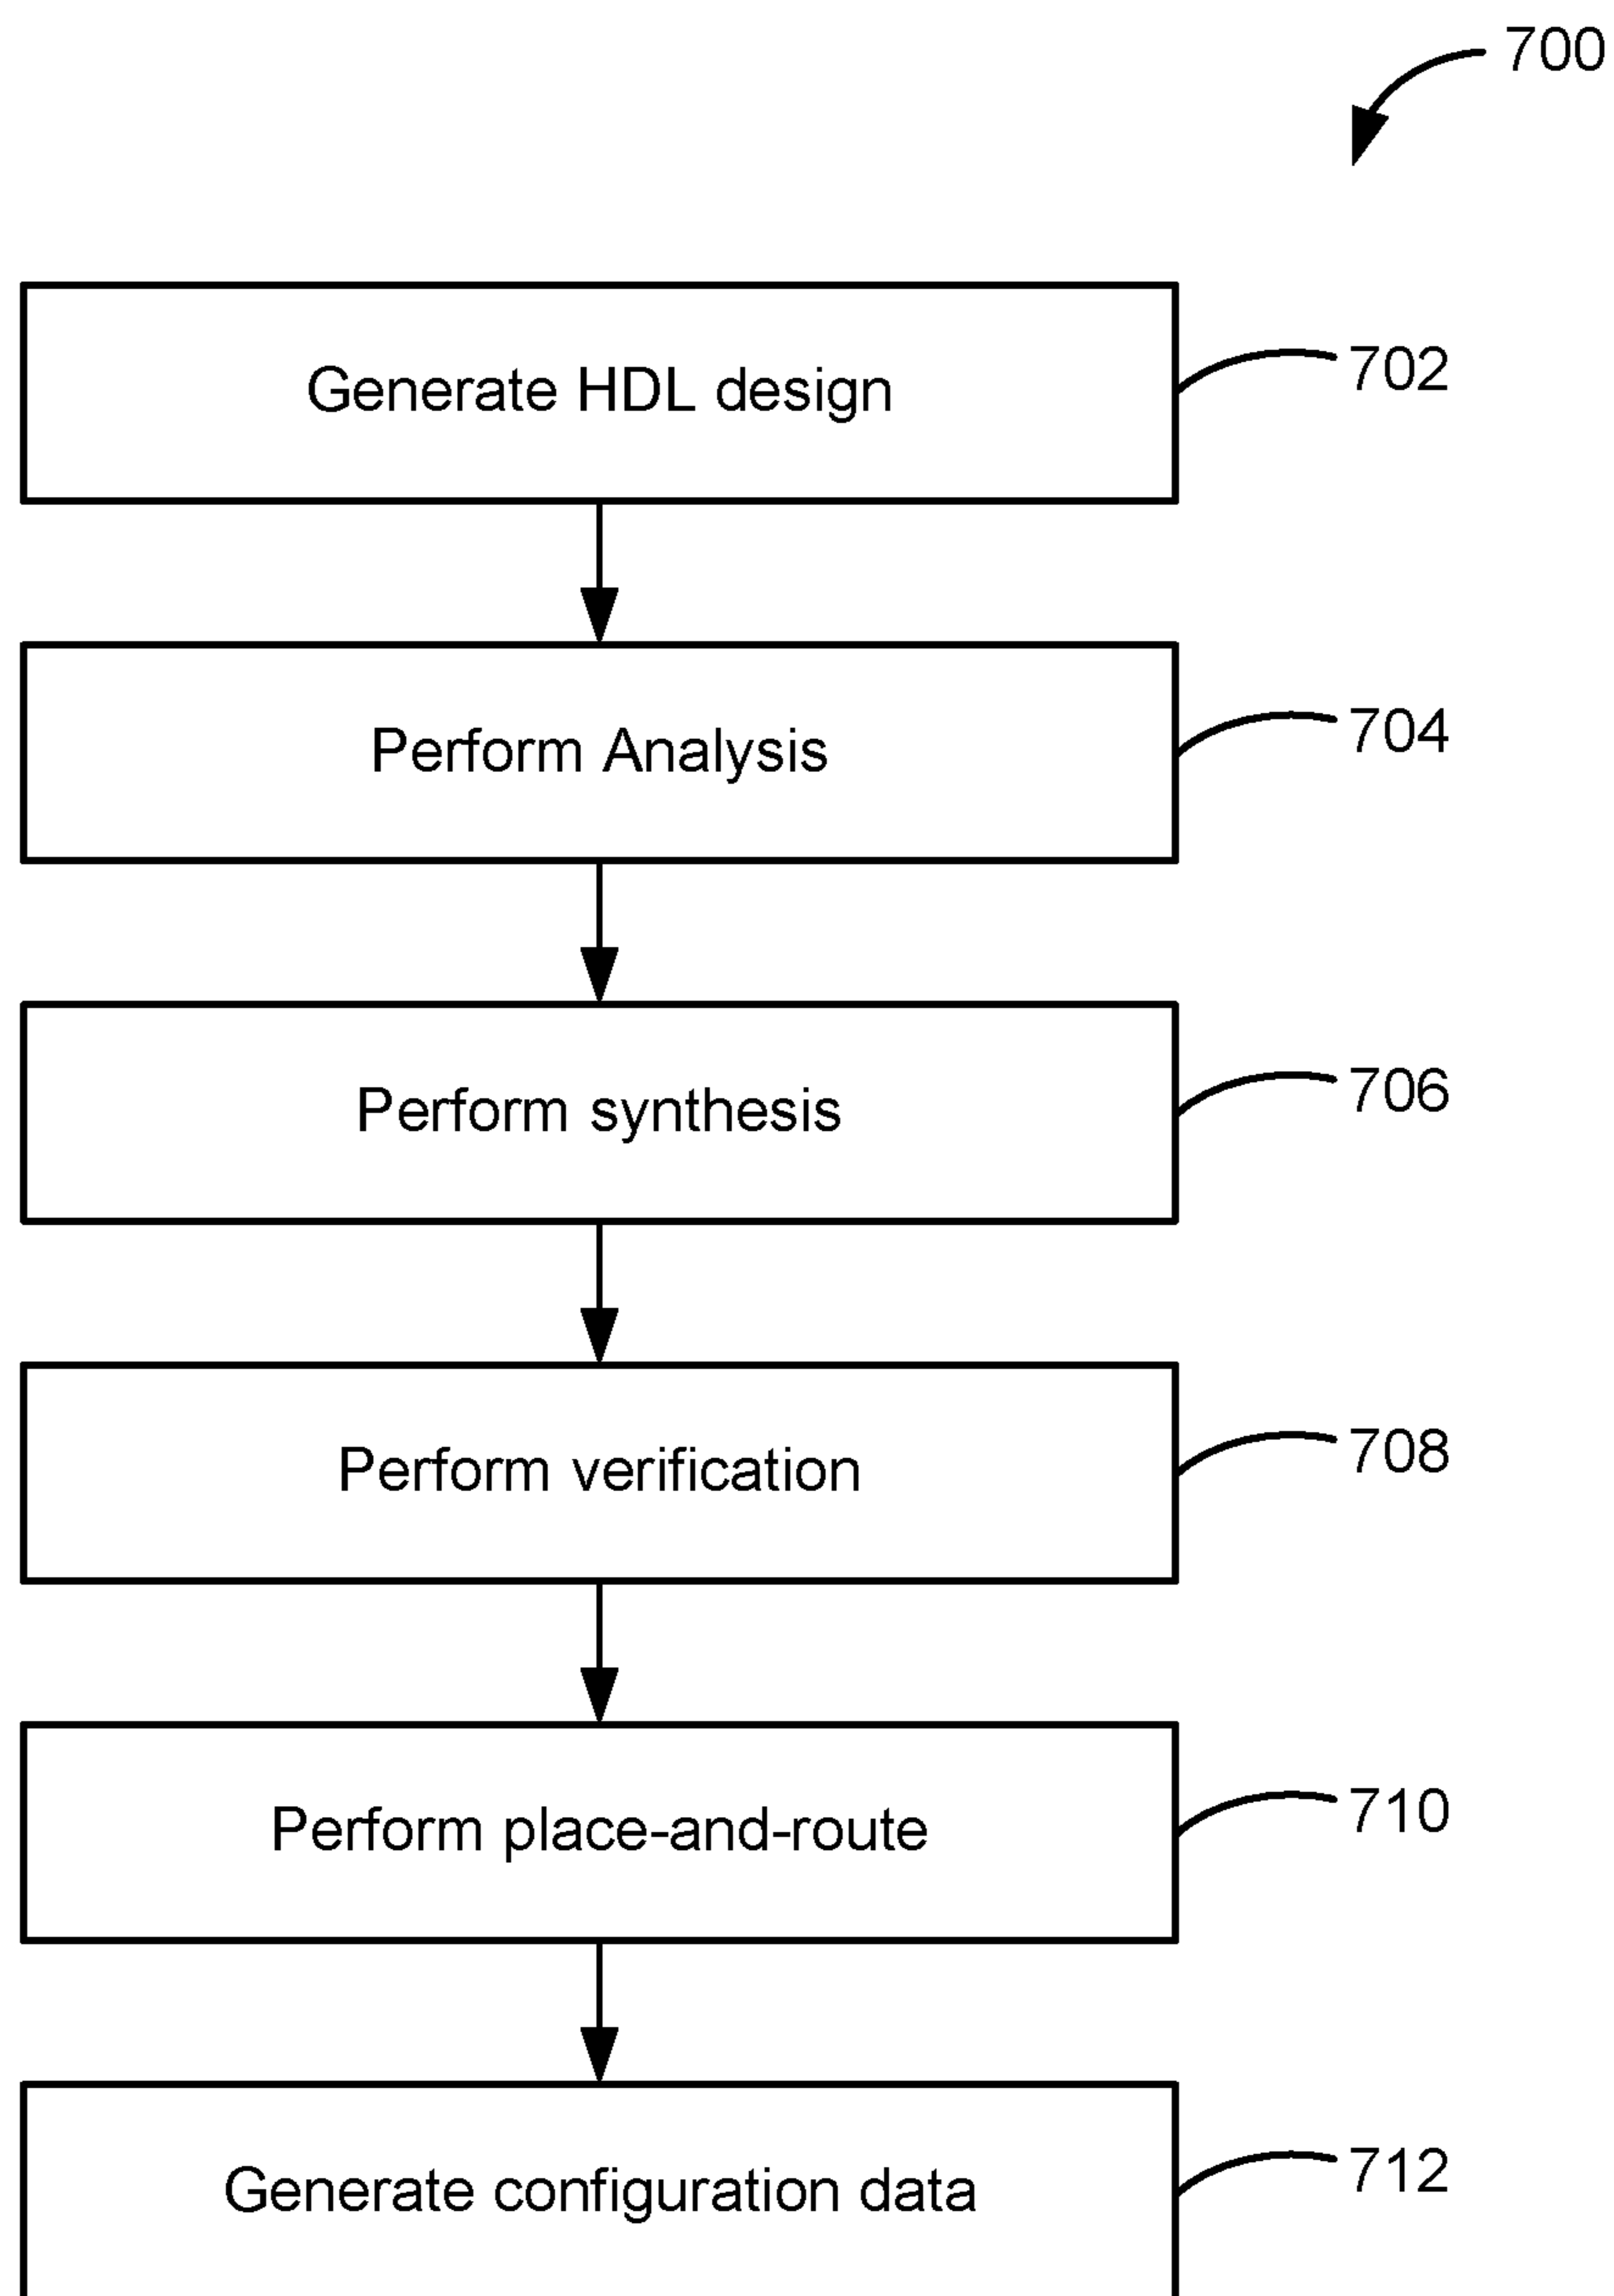 700
Generate HDL design
702
Perform Analysis
704
Perform synthesis
706
Perform verification
708
Perform place-and-route
710
Generate configuration data
712